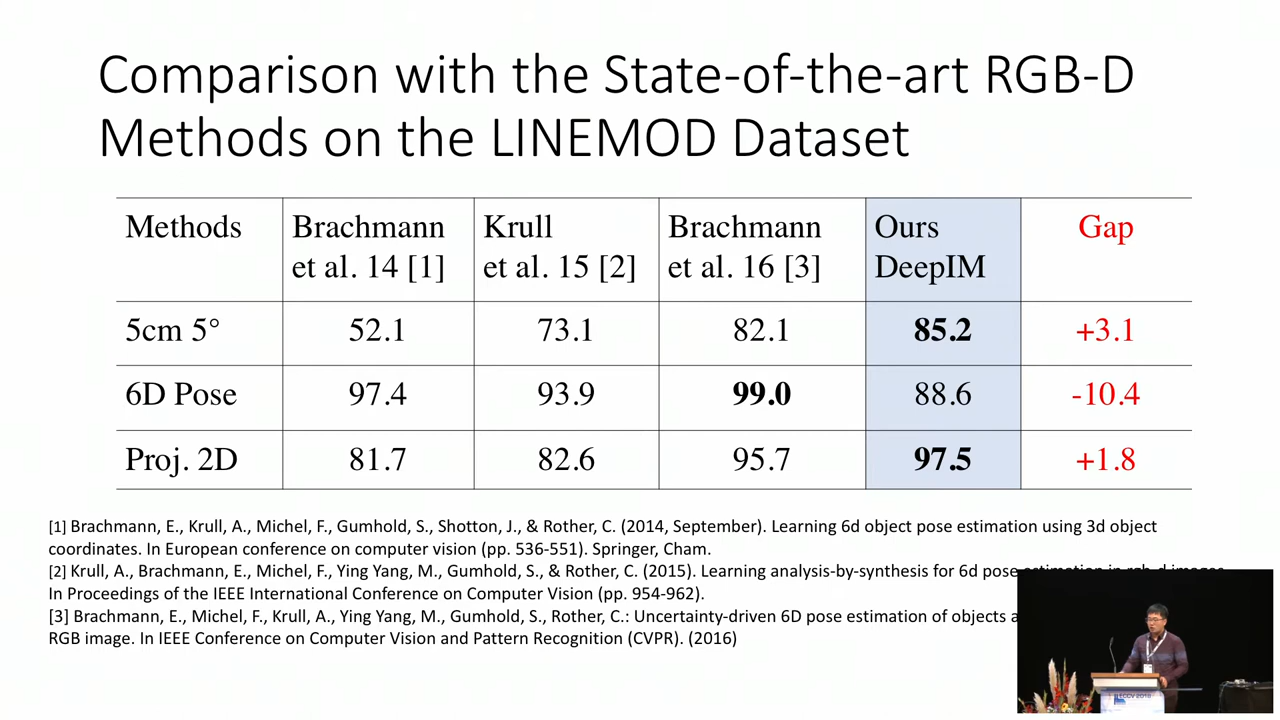 Comparison with the State-of-the-art RGB-D
Methods on the LINEMOD Dataset
Methods Brachmann et al. 14 [1] Krull et al. 15 [2] Brachmann et al. 16 [3] Ours DeepIM Gap
5cm 5° 52.1 73.1 82.1 85.2 +3.1
6D Pose 97.4 93.9 99.0 88.6 -10.4
Proj. 2D 81.7 82.6 95.7 97.5 +1.8
[1] Brachmann, E., Krull, A., Michel, F., Gumhold, S., Shotton, J., & Rother, C. (2014, September). Learning 6d object pose estimation using 3d object
coordinates. In European conference on computer vision (pp. 536-551). Springer, Cham.
[2] Krull, A., Brachmann, E., Michel, F., Ying Yang, M., Gumhold, S., & Rother, C. (2015). Learning analysis-by-synthesis for 6d pose estimation in rgb-d images.
In Proceedings of the IEEE International Conference on Computer Vision (pp. 954-962).
[3] Brachmann, E., Michel, F., Krull, A., Ying Yang, M., Gumhold, S., Rother, C.: Uncertainty-driven 6D pose estimation of objects
RGB image. In IEEE Conference on Computer Vision and Pattern Recognition (CVPR). (2016)
ECCV 2018